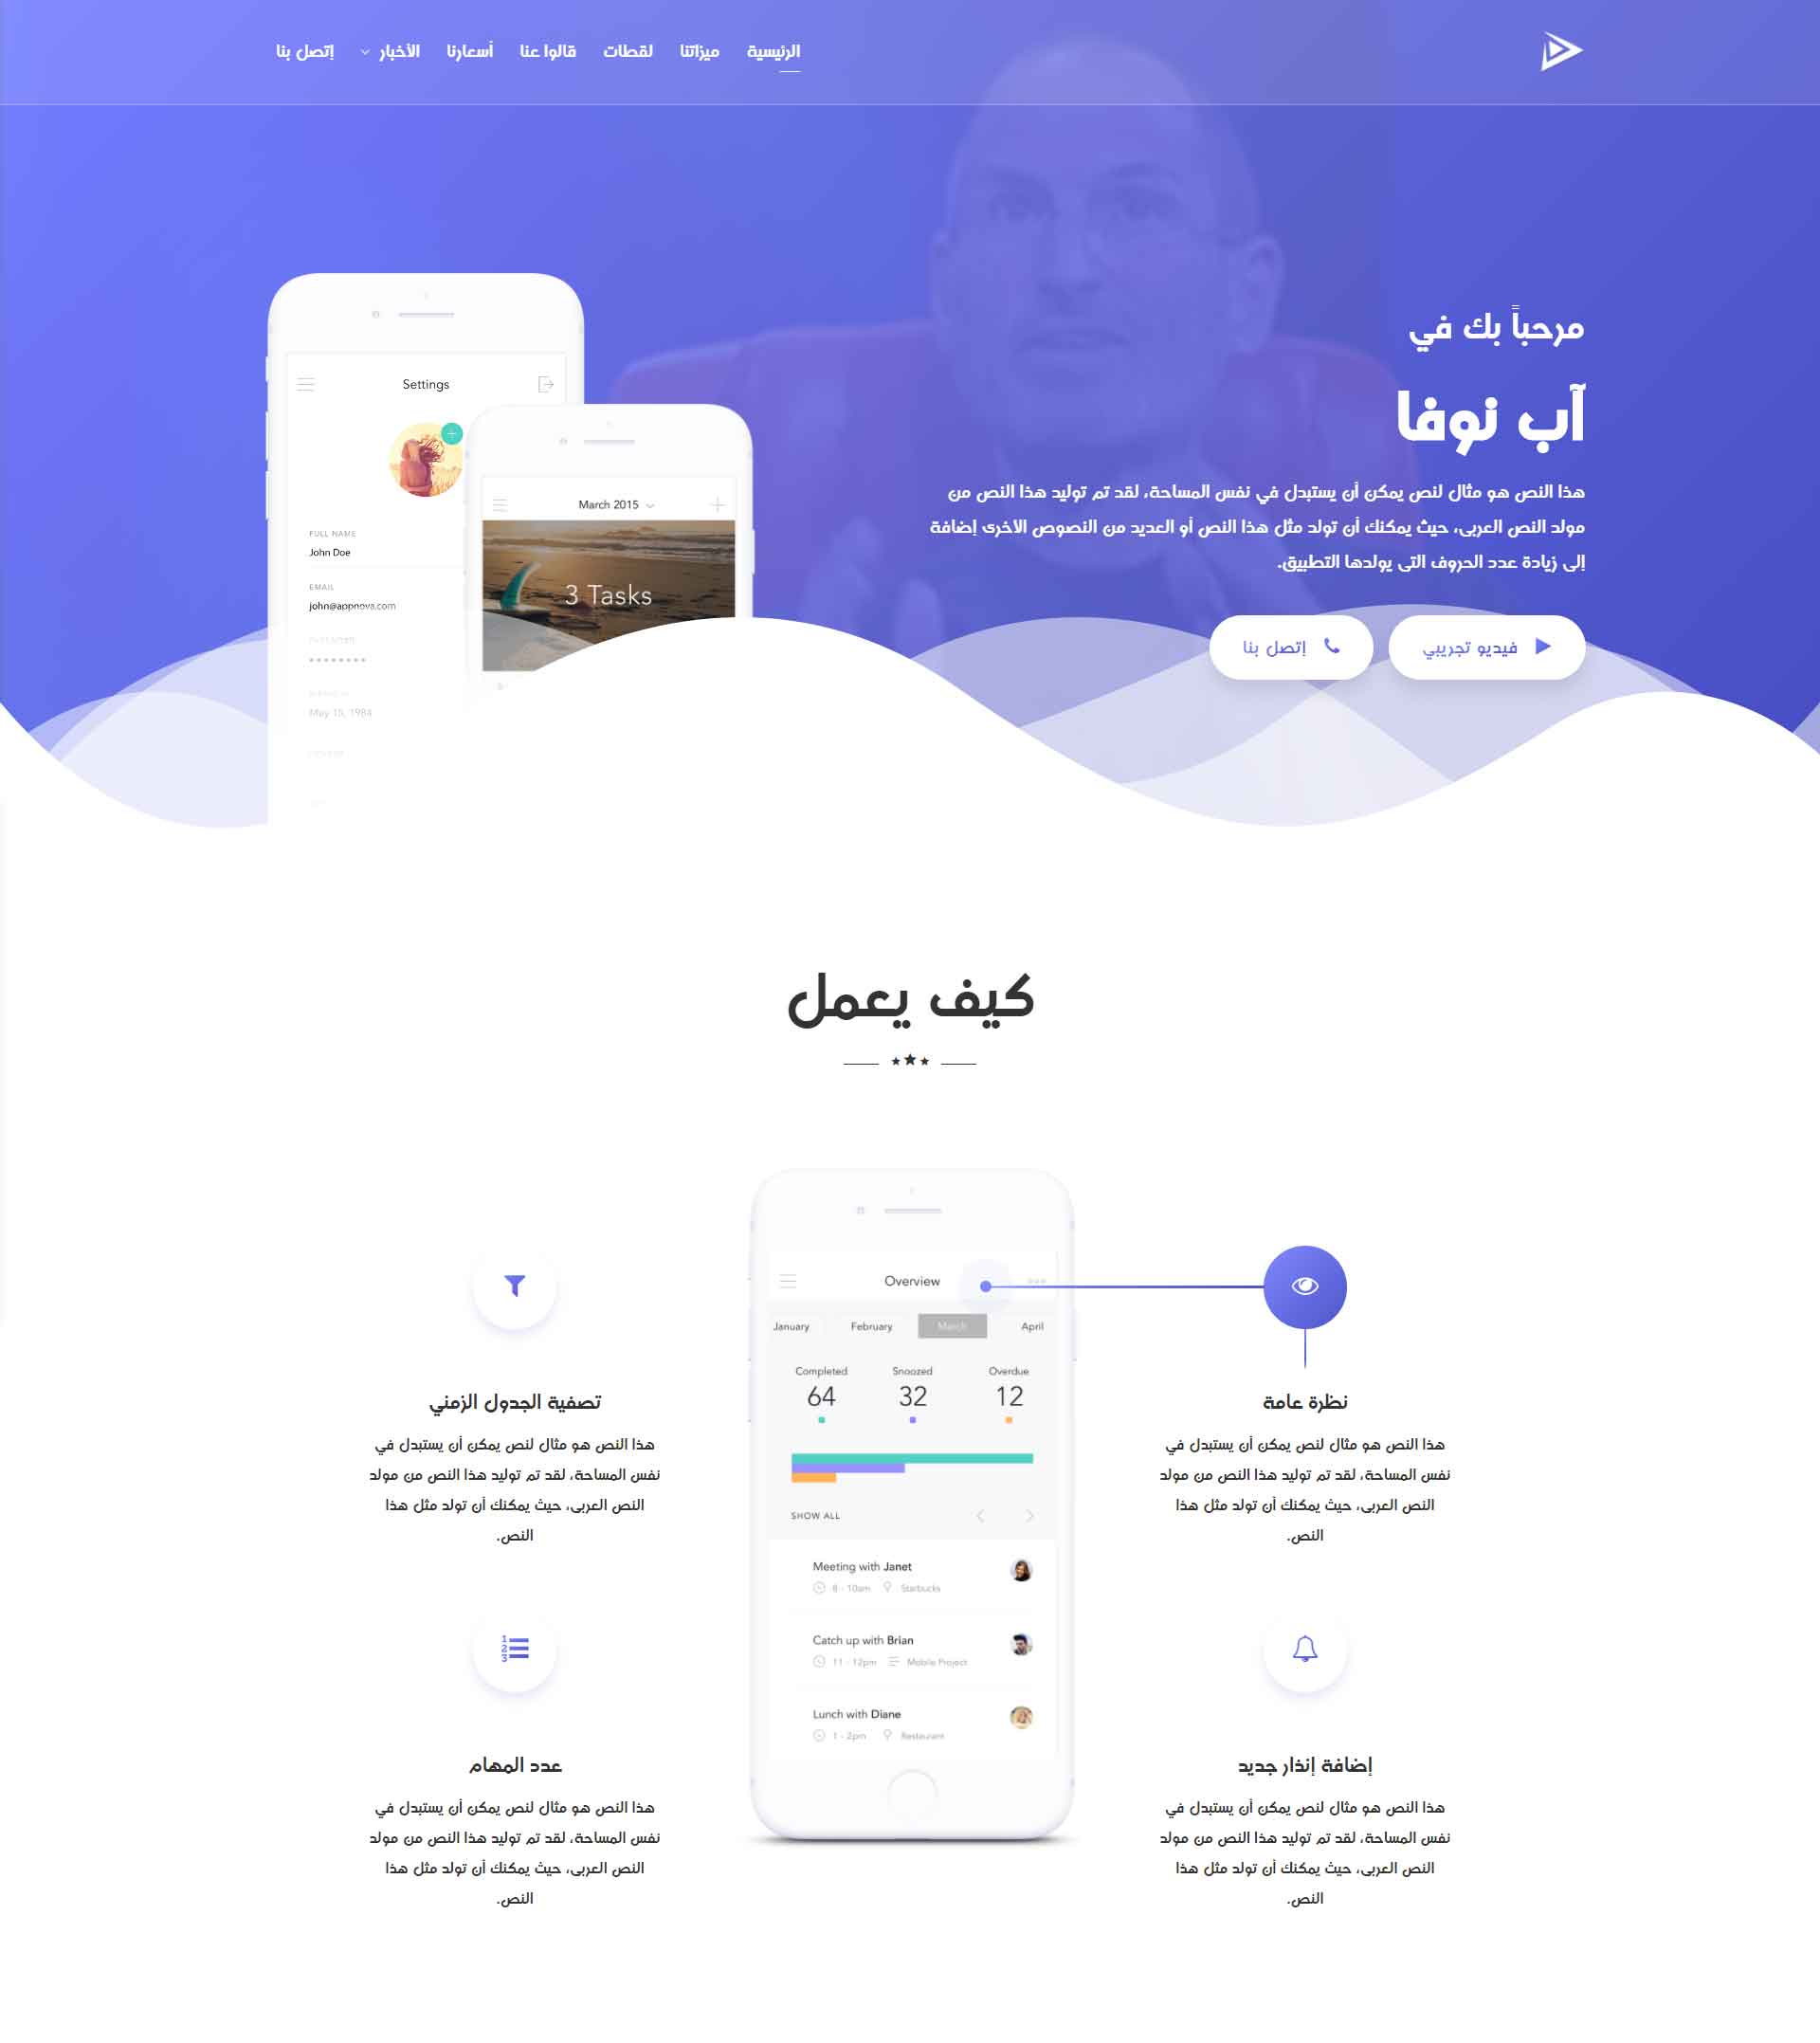 الرئيسية ميزاتنا لقطات قالوا عنا أسعارنا الأخبار إتصل بنا
مرحباً بك في
آب نوفا
هذا النص هو مثال لنص يمكن أن يستبدل في نفس المساحة، لقد تم توليد هذا النص من
مولد النص العربى، حيث يمكنك أن تولد مثل هذا النص أو العديد من النصوص الاخرى إضافة
إلى زيادة عدد الحروف التى يولدها التطبيق.
فيديو تجريبي
إتصل بنا
Settings
FULL NAME
John Doe
EMAIL
john@appnova.com
May 15, 1984
March 2015
3 Tasks
كيف يعمل
نظرة عامة
هذا النص هو مثال لنص يمكن أن يستبدل في
نفس المساحة، لقد تم توليد هذا النص من مولد
النص العربى، حيث يمكنك أن تولد مثل هذا
النص.
إضافة إنذار جديد
هذا النص هو مثال لنص يمكن أن يستبدل في
نفس المساحة، لقد تم توليد هذا النص من مولد
النص العربى، حيث يمكنك أن تولد مثل هذا
النص.
Overview
January February March April
Completed Snoozed Overdue
64 32 12
SHOW ALL
Meeting with Janet
8 - 10am Starbucks
Catch up with Brian
11 - 12pm Mobile Project
Lunch with Diane
1 - 2pm Restaurant
تصفية الجدول الزمني
هذا النص هو مثال لنص يمكن أن يستبدل في
نفس المساحة، لقد تم توليد هذا النص من مولد
النص العربى، حيث يمكنك أن تولد مثل هذا
النص.
عدد المهام
هذا النص هو مثال لنص يمكن أن يستبدل في
نفس المساحة، لقد تم توليد هذا النص من مولد
النص العربى، حيث يمكنك أن تولد مثل هذا
النص.